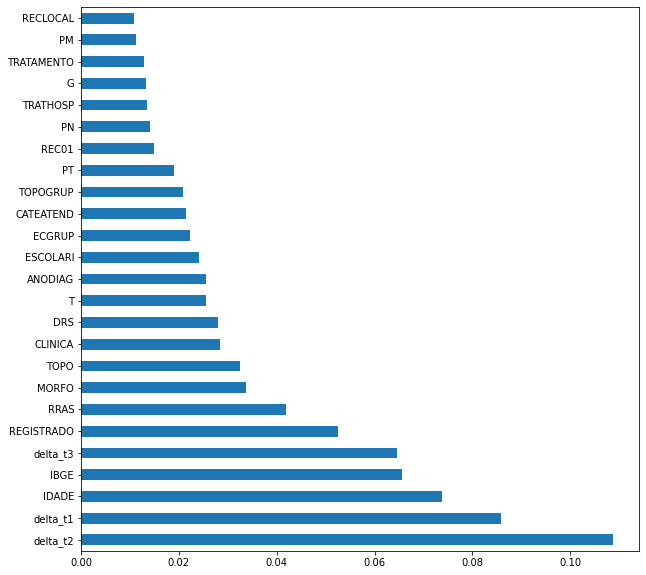 RECLOCAL
PM
TRATAMENTO
G
TRATHOSP
PN
REC01
PT
TOPOGRUP
CATEATEND
ECGRUP
ESCOLARI
ANODIAG
T
DRS
CLINICA
TOPO
MORFO
RRAS
REGISTRADO
delta_t3
IBGE
IDADE
delta_t1
delta_t2
0.00 0.02 0.04 0.06 0.08 0.10